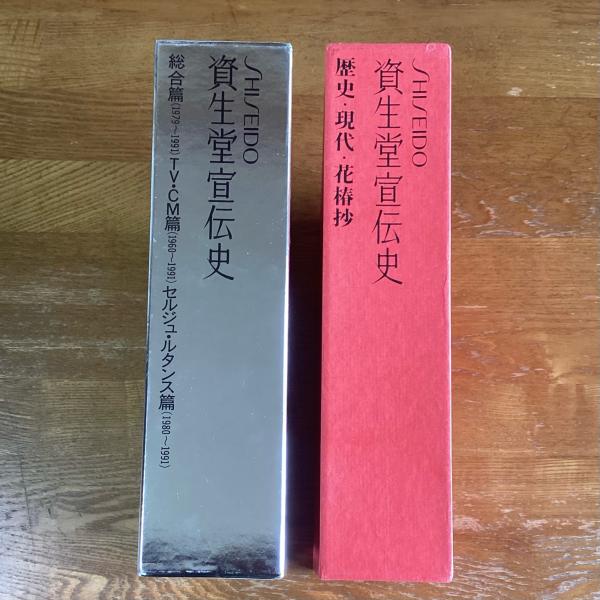 SHISEIDO
資生堂宣伝史
総合篇(1979〜1991)TV・CM篇(1960〜1991)セルジュ・ルタンス篇(1980〜1991)
SHISEIDO
資生堂宣伝史
歴史・現代・花椿抄